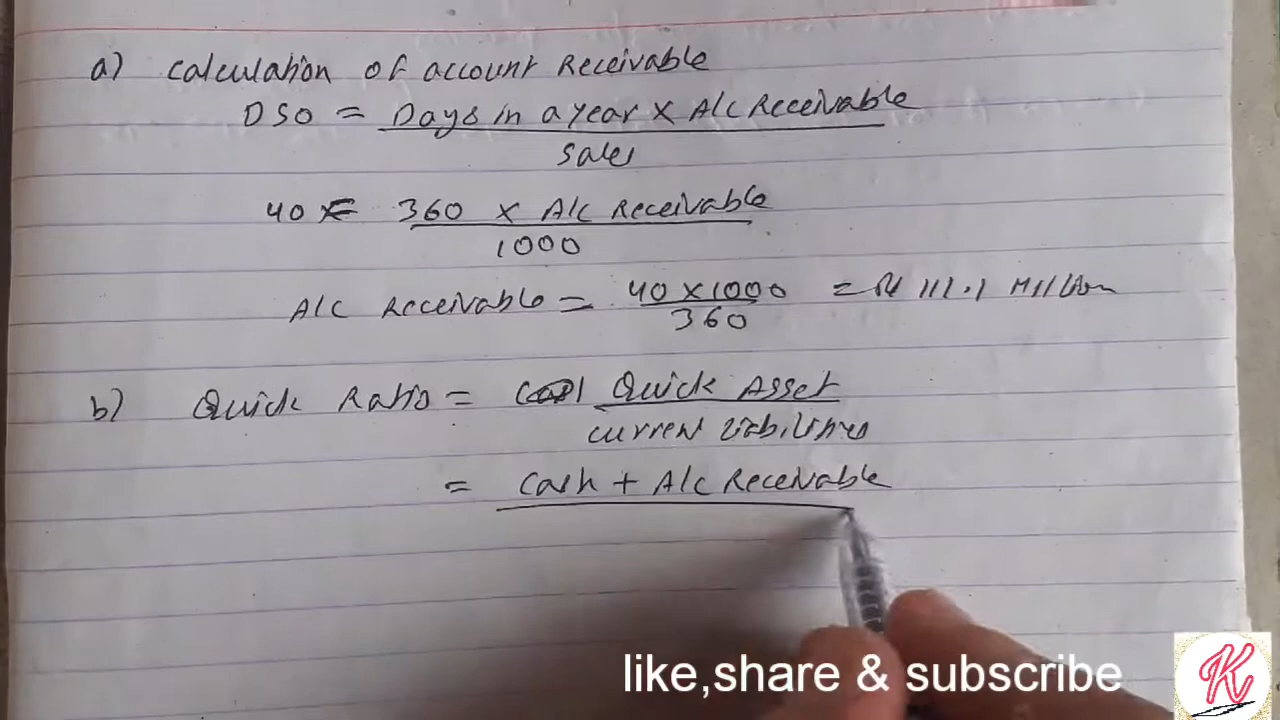 a) Calculation of account Receivable
DSO = Days in a year × A/C Receivable
Sales
40 = 360 × A/C Receivable
1000
A/C Receivable = 40 × 1000 = Rs 111.1 Million
360
b) Quick Ratio = Quick Asset
current liabilities
= Cash + A/C Receivable
like,share & subscribe
K